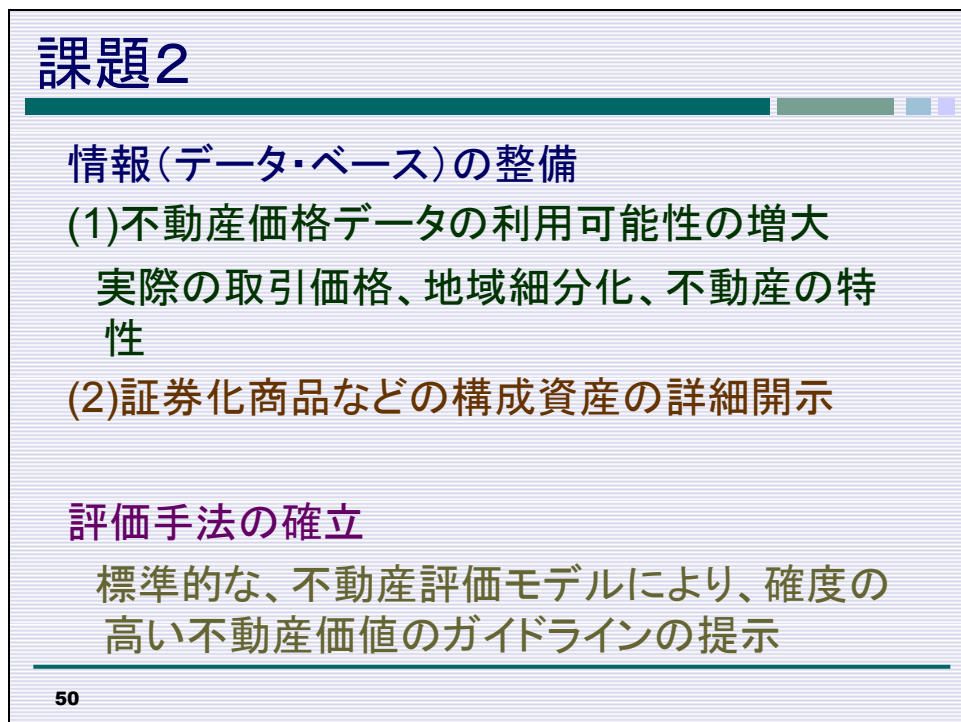 課題２
情報（データ・ベース）の整備
(1)不動産価格データの利用可能性の増大
実際の取引価格、地域細分化、不動産の特
性
(2)証券化商品などの構成資産の詳細開示
評価手法の確立
標準的な、不動産評価モデルにより、確度の
高い不動産価値のガイドラインの提示
50